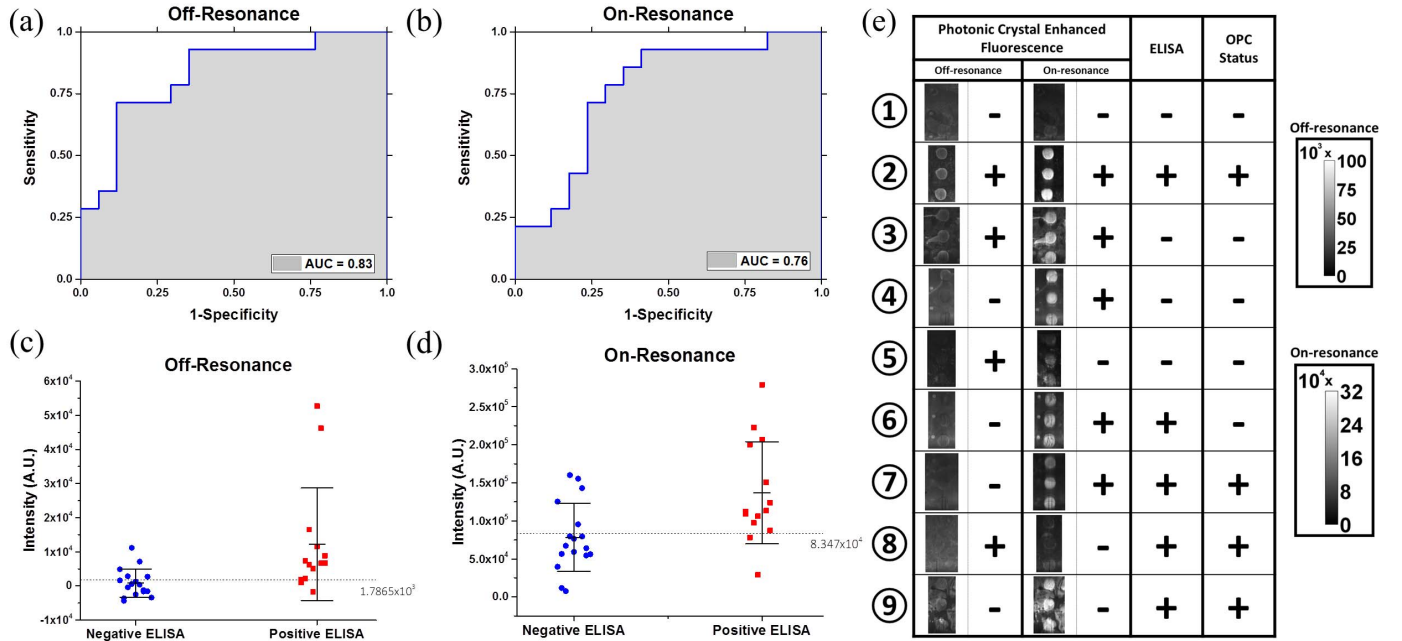 (a)
Off-Resonance
1.0
0.75
0.50
0.25
0.0
Sensitivity
AUC = 0.83
0.0 0.25 0.50 0.75 1.0
1-Specificity
(b)
On-Resonance
1.0
0.75
0.50
0.25
0.0
Sensitivity
AUC = 0.76
0.0 0.25 0.50 0.75 1.0
1-Specificity
(c)
Off-Resonance
6x10⁴
5x10⁴
4x10⁴
3x10⁴
2x10⁴
1x10⁴
0
-1x10⁴
Intensity (A.U.)
1.7865x10³
Negative ELISA Positive ELISA
(d)
On-Resonance
3.0x10⁵
2.5x10⁵
2.0x10⁵
1.5x10⁵
1.0x10⁵
5.0x10⁴
0.0
Intensity (A.U.)
8.347x10⁴
Negative ELISA Positive ELISA
(e)
Photonic Crystal Enhanced
Fluorescence
ELISA
OPC
Status
Off-resonance On-resonance
① - - - -
② + + + +
③ + + - -
④ - + - -
⑤ + - - -
⑥ - + + -
⑦ - + + +
⑧ + - + +
⑨ - - + +
Off-resonance
10³ x 100
75
50
25
0
On-resonance
10⁴ x 32
24
16
8
0